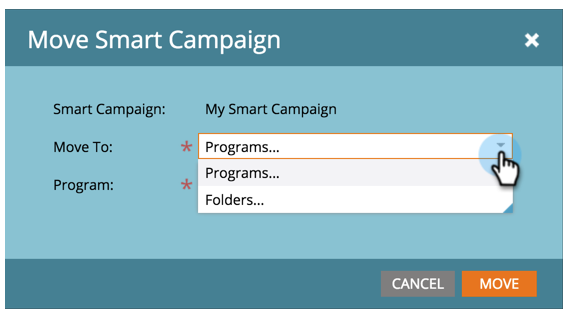 Move Smart Campaign
Smart Campaign: My Smart Campaign
Move To: * Programs...
Programs...
Program: *
Folders...
CANCEL MOVE